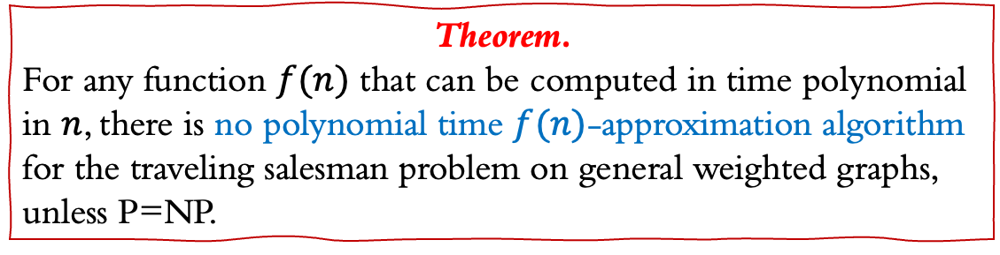 Theorem.
For any function f(n) that can be computed in time polynomial
in n, there is no polynomial time f(n)-approximation algorithm
for the traveling salesman problem on general weighted graphs,
unless P=NP.